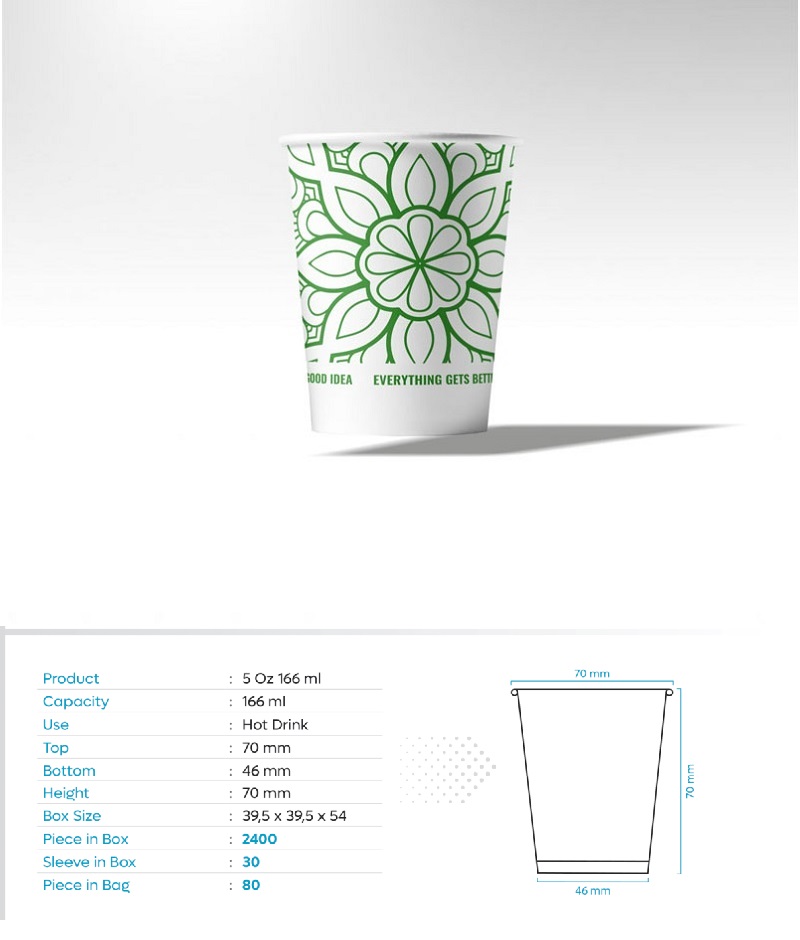 GOOD IDEA EVERYTHING GETS
Product : 5 Oz 166 ml
Capacity : 166 ml
Use : Hot Drink
Top : 70 mm
Bottom : 46 mm
Height : 70 mm
Box Size : 39,5 x 39,5 x 54
Piece in Box : 2400
Sleeve in Box : 30
Piece in Bag : 80
70 mm
70 mm
46 mm